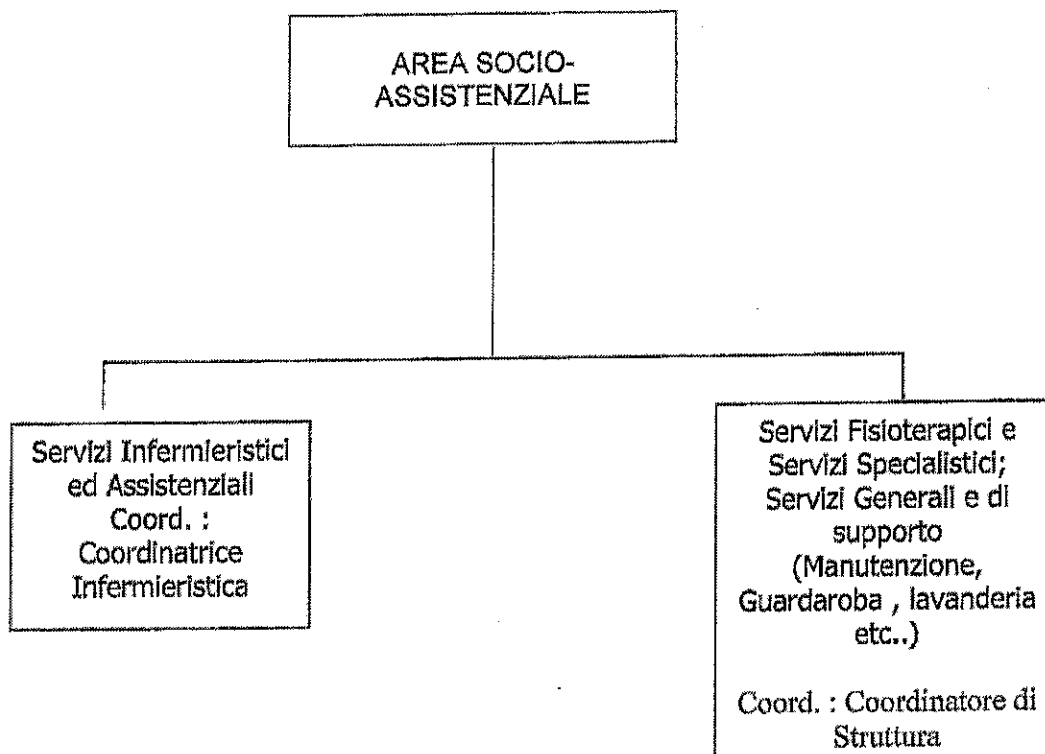 AREA SOCIO-
ASSISTENZIALE
Servizi Infermieristici
ed Assistenziali
Coord. :
Coordinatrice
Infermieristica
Servizi Fisioterapici e
Servizi Specialistici;
Servizi Generali e di
supporto
(Manutenzione,
Guardaroba , lavanderia
etc..)
Coord. : Coordinatore di
Struttura